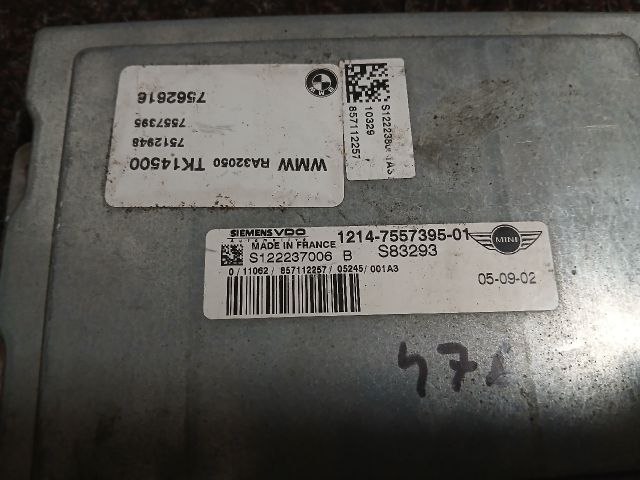 WMW RA32050 TK14500
7512948
7557395
7562616
10329
857112257
SIEMENS VDO
Automotive
MADE IN FRANCE
1214-7557395-01
S122237006 B S83293
MINI
0/11062/857112257/05245/001A3
05-09-02